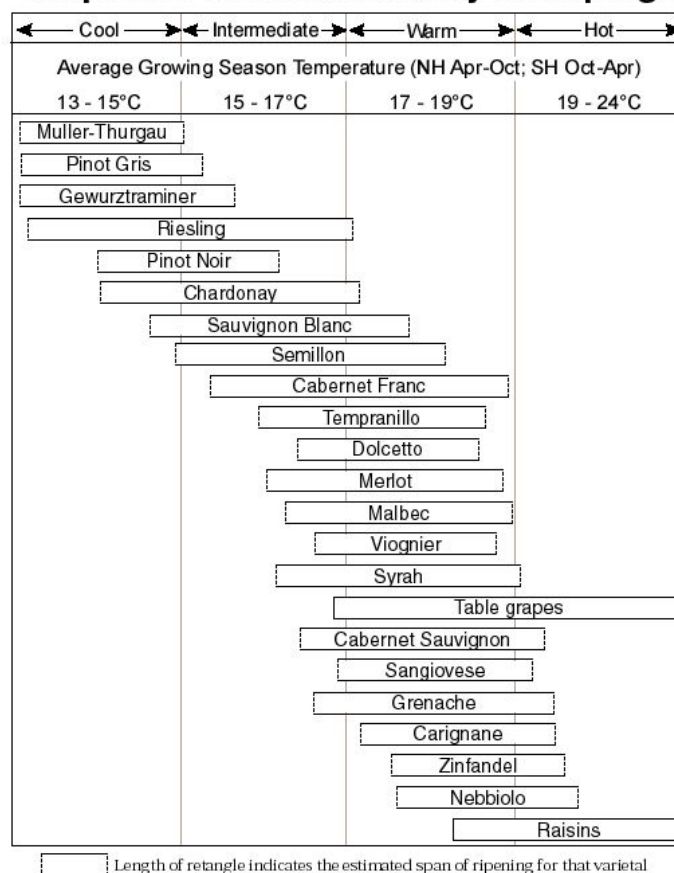 Cool Intermediate Warm Hot
Average Growing Season Temperature (NH Apr-Oct; SH Oct-Apr)
13 - 15°C 15 - 17°C 17 - 19°C 19 - 24°C
Muller-Thurgau
Pinot Gris
Gewurztraminer
Riesling
Pinot Noir
Chardonay
Sauvignon Blanc
Semillon
Cabernet Franc
Tempranillo
Dolcetto
Merlot
Malbec
Viognier
Syrah
Table grapes
Cabernet Sauvignon
Sangiovese
Grenache
Carignane
Zinfandel
Nebbiolo
Raisins
Length of retangle indicates the estimated span of ripening for that varietal